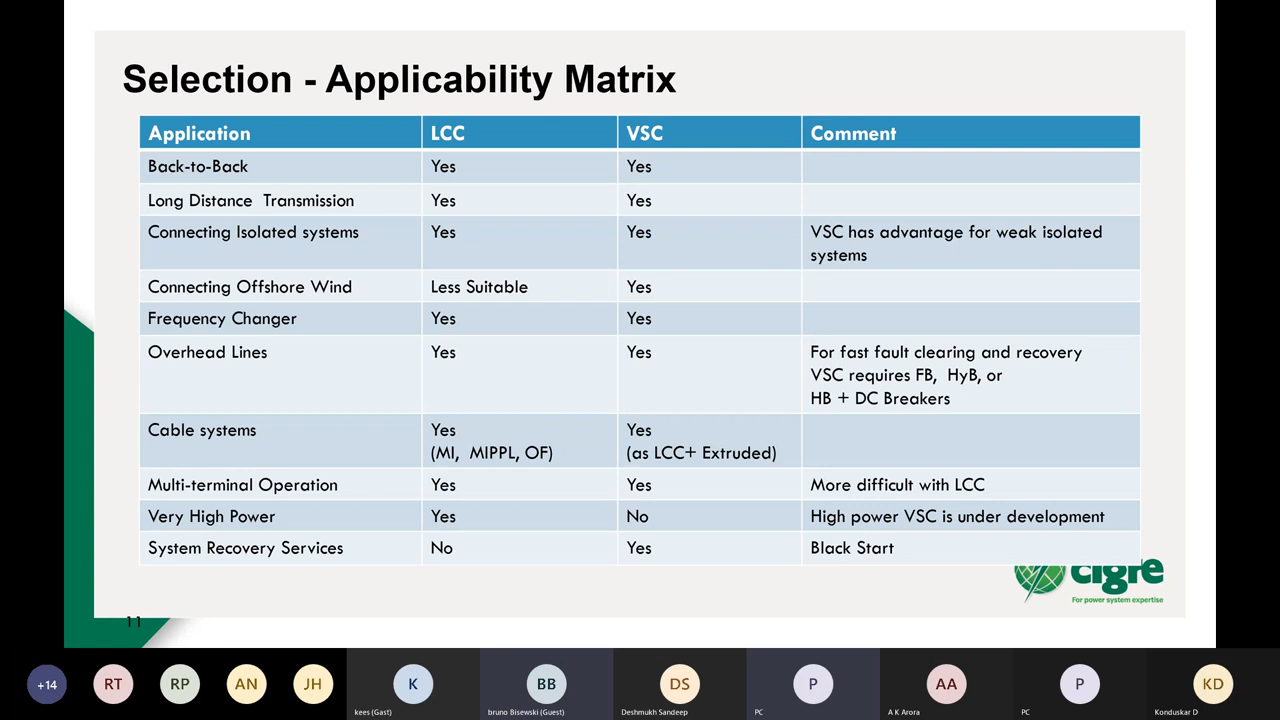 Selection - Applicability Matrix
Application LCC VSC Comment
Back-to-Back Yes Yes
Long Distance Transmission Yes Yes
Connecting Isolated systems Yes Yes VSC has advantage for weak isolated
systems
Connecting Offshore Wind Less Suitable Yes
Frequency Changer Yes Yes
Overhead Lines Yes Yes For fast fault clearing and recovery
VSC requires FB, HyB, or
HB + DC Breakers
Cable systems Yes Yes
(MI, MIPPL, OF) (as LCC+ Extruded)
Multi-terminal Operation Yes Yes More difficult with LCC
Very High Power Yes No High power VSC is under development
System Recovery Services No Yes Black Start
cigre
For power system expertise
11
+14 RT RP AN JH K BB DS P AA P KD
kees (Gast) bruno Bisewski (Guest) Deshmukh Sandeep PC A K Arora PC Konduskar D